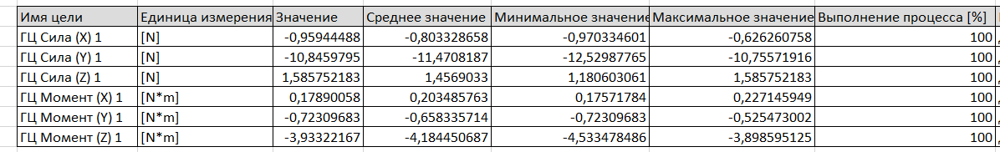 Имя цели Единица измерения Значение Среднее значение Минимальное значение Максимальное значение Выполнение процесса [%]
ГЦ Сила (X) 1 [N] -0,95944488 -0,803328658 -0,970334601 -0,626260758 100
ГЦ Сила (Y) 1 [N] -10,8459795 -11,4708187 -12,52987765 -10,75571916 100
ГЦ Сила (Z) 1 [N] 1,585752183 1,4569033 1,180603061 1,585752183 100
ГЦ Момент (X) 1 [N*m] 0,17890058 0,203485763 0,17571784 0,227145949 100
ГЦ Момент (Y) 1 [N*m] -0,72309683 -0,658335714 -0,72309683 -0,525473002 100
ГЦ Момент (Z) 1 [N*m] -3,93322167 -4,184450687 -4,533478486 -3,898595125 100